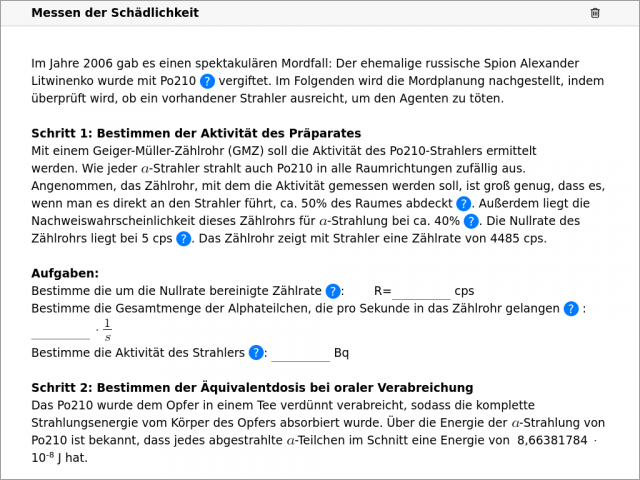 Messen der Schädlichkeit
Im Jahre 2006 gab es einen spektakulären Mordfall: Der ehemalige russische Spion Alexander
Litwinenko wurde mit Po210 ? vergiftet. Im Folgenden wird die Mordplanung nachgestellt, indem
überprüft wird, ob ein vorhandener Strahler ausreicht, um den Agenten zu töten.
Schritt 1: Bestimmen der Aktivität des Präparates
Mit einem Geiger-Müller-Zählrohr (GMZ) soll die Aktivität des Po210-Strahlers ermittelt
werden. Wie jeder α-Strahler strahlt auch Po210 in alle Raumrichtungen zufällig aus.
Angenommen, das Zählrohr, mit dem die Aktivität gemessen werden soll, ist groß genug, dass es,
wenn man es direkt an den Strahler führt, ca. 50% des Raumes abdeckt ?. Außerdem liegt die
Nachweiswahrscheinlichkeit dieses Zählrohrs für α-Strahlung bei ca. 40% ?. Die Nullrate des
Zählrohrs liegt bei 5 cps ?. Das Zählrohr zeigt mit Strahler eine Zählrate von 4485 cps.
Aufgaben:
Bestimme die um die Nullrate bereinigte Zählrate ?: R=________ cps
Bestimme die Gesamtmenge der Alphateilchen, die pro Sekunde in das Zählrohr gelangen ? :
________ · 1/s
Bestimme die Aktivität des Strahlers ?: ________ Bq
Schritt 2: Bestimmen der Äquivalentdosis bei oraler Verabreichung
Das Po210 wurde dem Opfer in einem Tee verdünnt verabreicht, sodass die komplette
Strahlungsenergie vom Körper des Opfers absorbiert wurde. Über die Energie der α-Strahlung von
Po210 ist bekannt, dass jedes abgestrahlte α-Teilchen im Schnitt eine Energie von 8,66381784 ·
10⁻⁸ J hat.